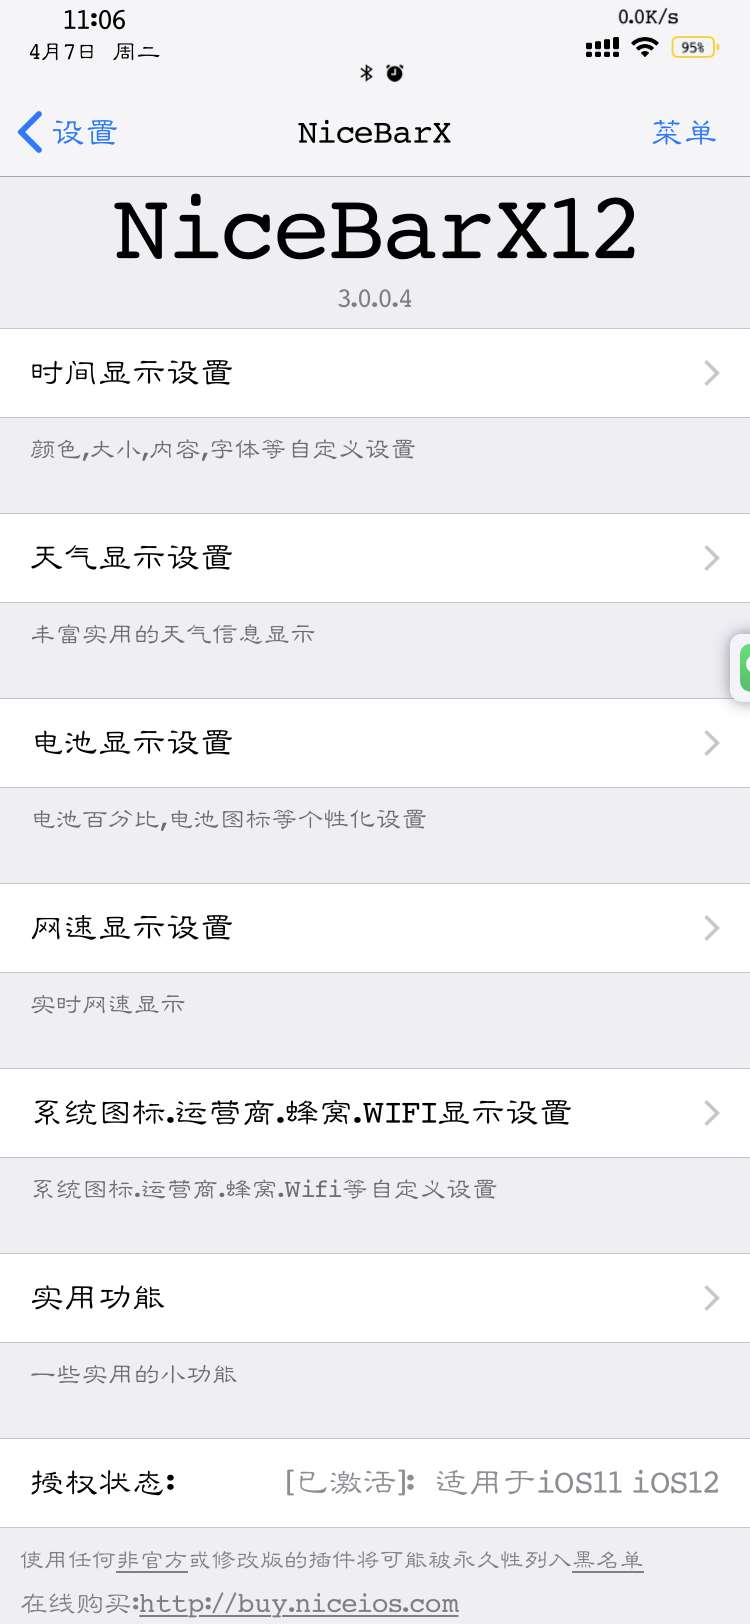 11:06
0.0K/s
4月7日 周二
95%
设置
NiceBarX
菜单
NiceBarX12
3.0.0.4
时间显示设置
颜色,大小,内容,字体等自定义设置
天气显示设置
丰富实用的天气信息显示
电池显示设置
电池百分比,电池图标等个性化设置
网速显示设置
实时网速显示
系统图标.运营商.蜂窝.WIFI显示设置
系统图标.运营商.蜂窝.Wifi等自定义设置
实用功能
一些实用的小功能
授权状态: [已激活]: 适用于iOS11 iOS12
使用任何非官方或修改版的插件将可能被永久性列入黑名单
在线购买:http://buy.niceios.com